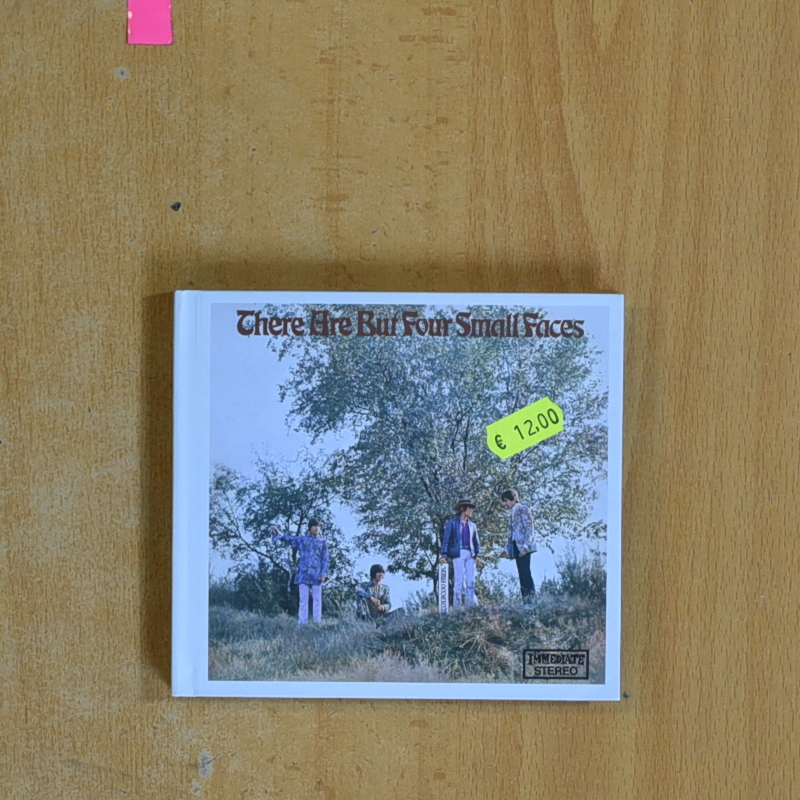 There Are But Four Small Faces
€ 12,00
IMMEDIATE
STEREO